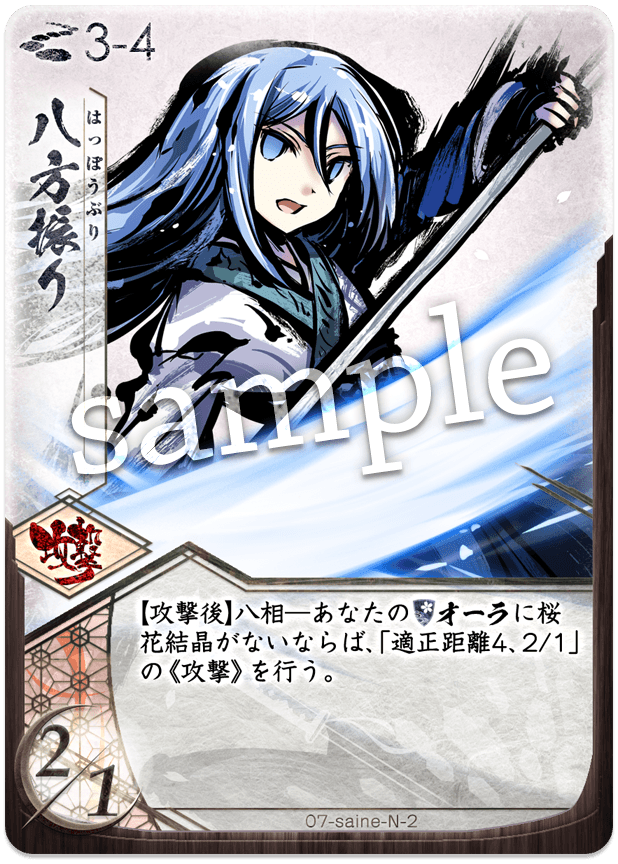 3-4
八方振り
はっぽうぶり
sample
攻撃
【攻撃後】八相―あなたのオーラに桜
花結晶がないならば、「適正距離4、2/1」
の《攻撃》を行う。
2/1
07-saine-N-2